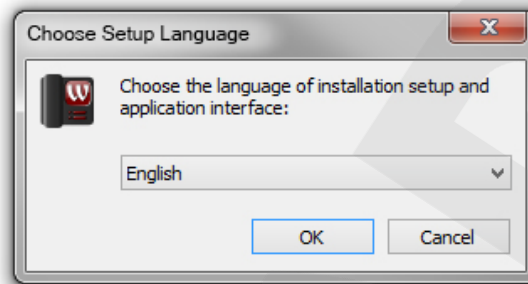 Choose Setup Language
W
Choose the language of installation setup and
application interface:
English
OK
Cancel